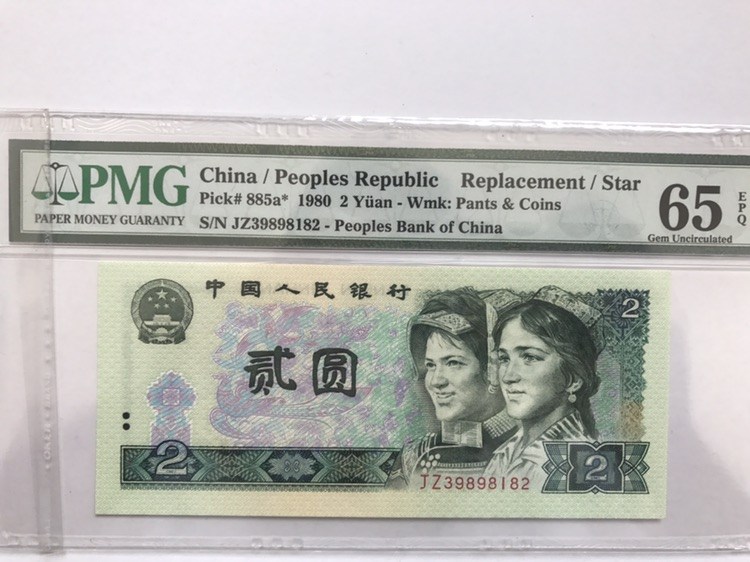 PMG
PAPER MONEY GUARANTY
China / Peoples Republic Replacement / Star
Pick# 885a* 1980 2 Yüan - Wmk: Pants & Coins
S/N JZ39898182 - Peoples Bank of China
65
Gem Uncirculated
EPQ
中国人民银行
2
贰圆
2
2
JZ39898182